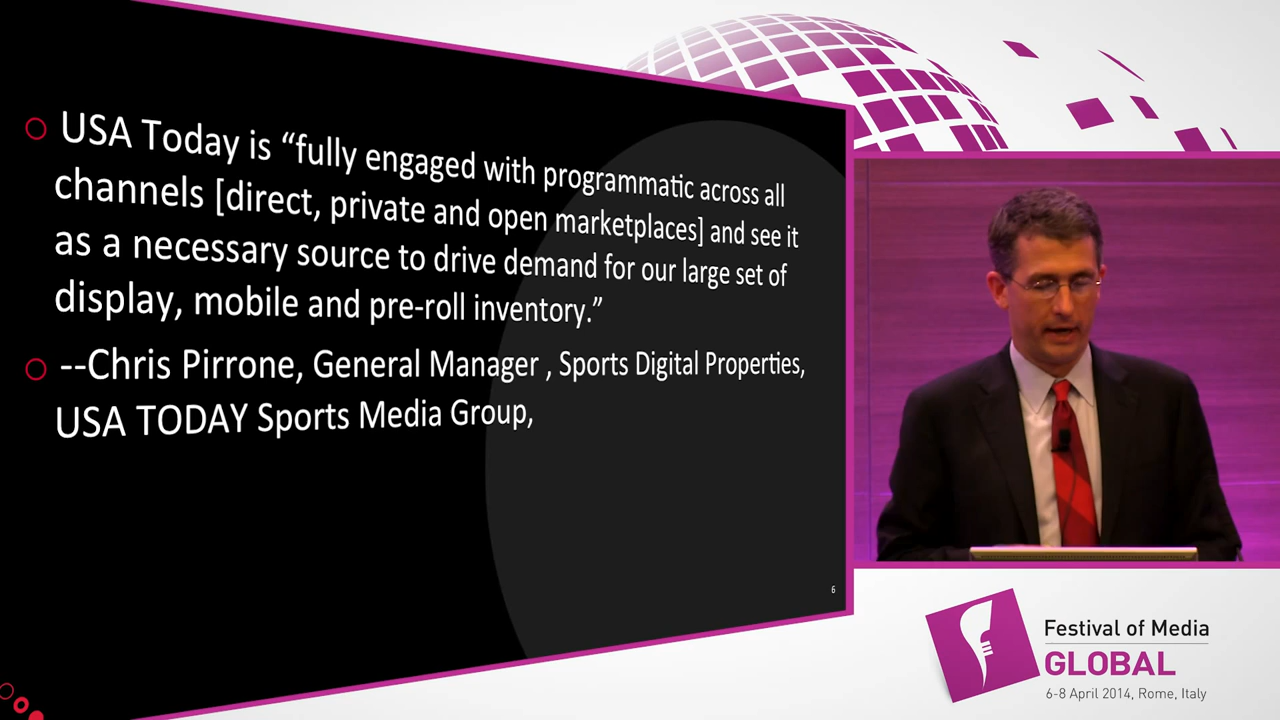 USA Today is “fully engaged with programmatic across all
channels [direct, private and open marketplaces] and see it
as a necessary source to drive demand for our large set of
display, mobile and pre-roll inventory.”
--Chris Pirrone, General Manager , Sports Digital Properties,
USA TODAY Sports Media Group,
6
Festival of Media
GLOBAL
6-8 April 2014, Rome, Italy